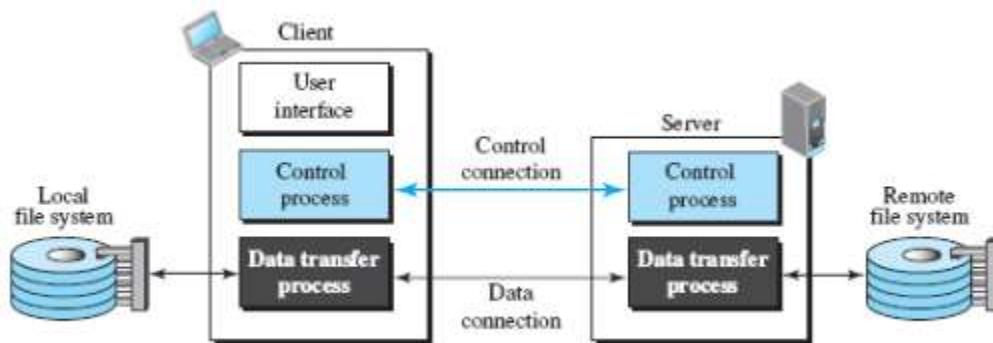 Client
User
interface
Server
Control
connection
Control
process
Control
process
Local
file system
Remote
file system
Data transfer
process
Data transfer
process
Data
connection